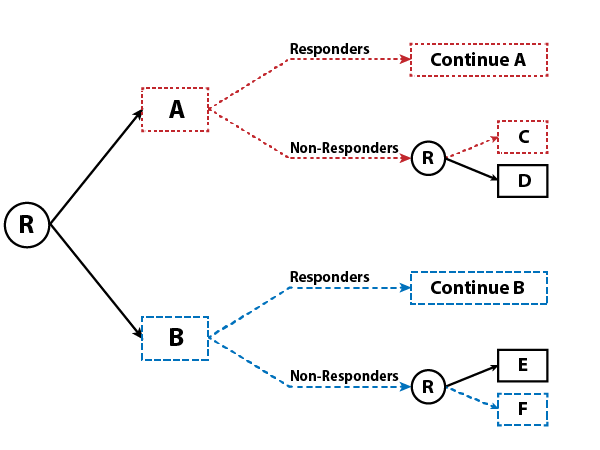 Responders
Continue A
A
Non-Responders
R
C
D
R
Responders
Continue B
B
Non-Responders
R
E
F